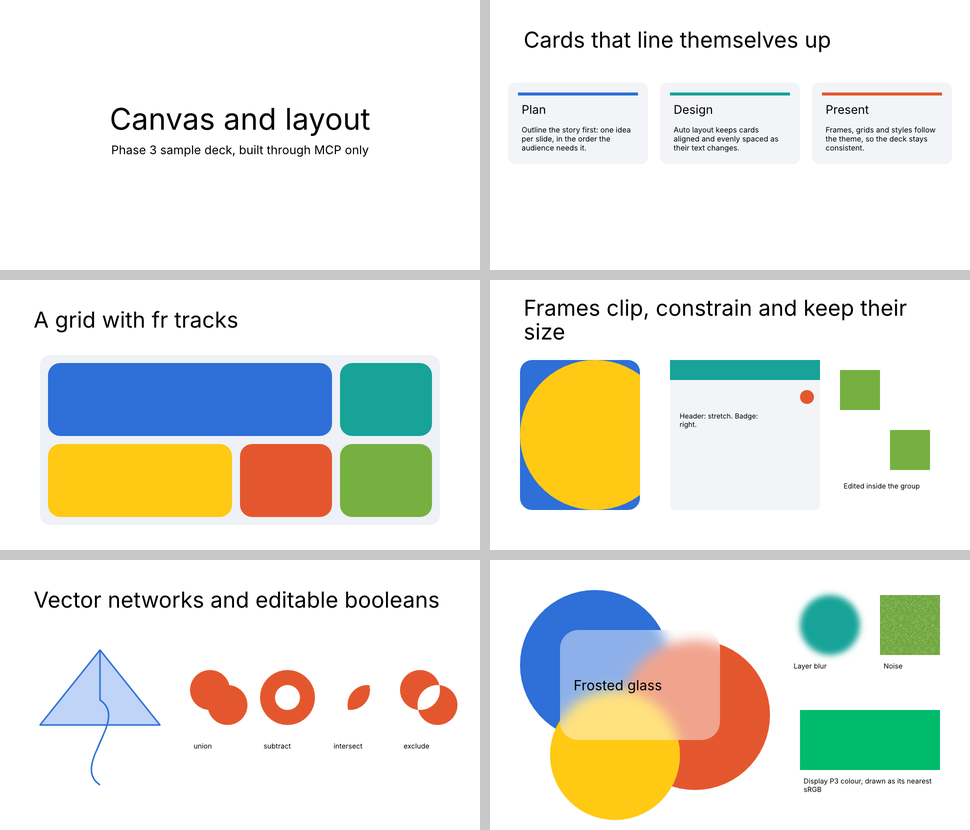 Canvas and layout
Phase 3 sample deck, built through MCP only
Cards that line themselves up
Plan
Outline the story first: one idea
per slide, in the order the
audience needs it.
Design
Auto layout keeps cards
aligned and evenly spaced as
their text changes.
Present
Frames, grids and styles follow
the theme, so the deck stays
consistent.
A grid with fr tracks
Frames clip, constrain and keep their
size
Header: stretch. Badge:
right.
Edited inside the group
Vector networks and editable booleans
union
subtract
intersect
exclude
Frosted glass
Layer blur
Noise
Display P3 colour, drawn as its nearest
sRGB